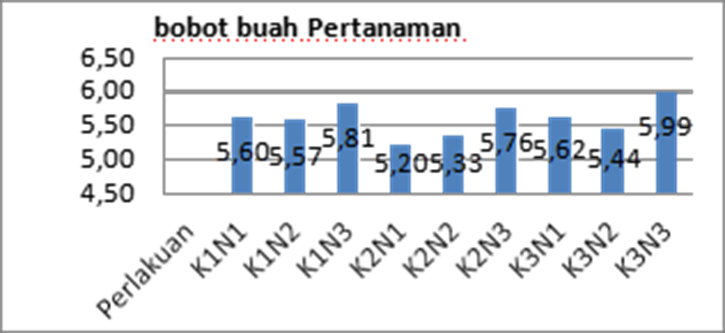 bobot buah Pertanaman
6,50
6,00
5,50
5,00
4,50
5,60
5,57
5,81
5,20
5,33
5,76
5,62
5,44
5,99
Perlakuan
K1N1
K1N2
K1N3
K2N1
K2N2
K2N3
K3N1
K3N2
K3N3